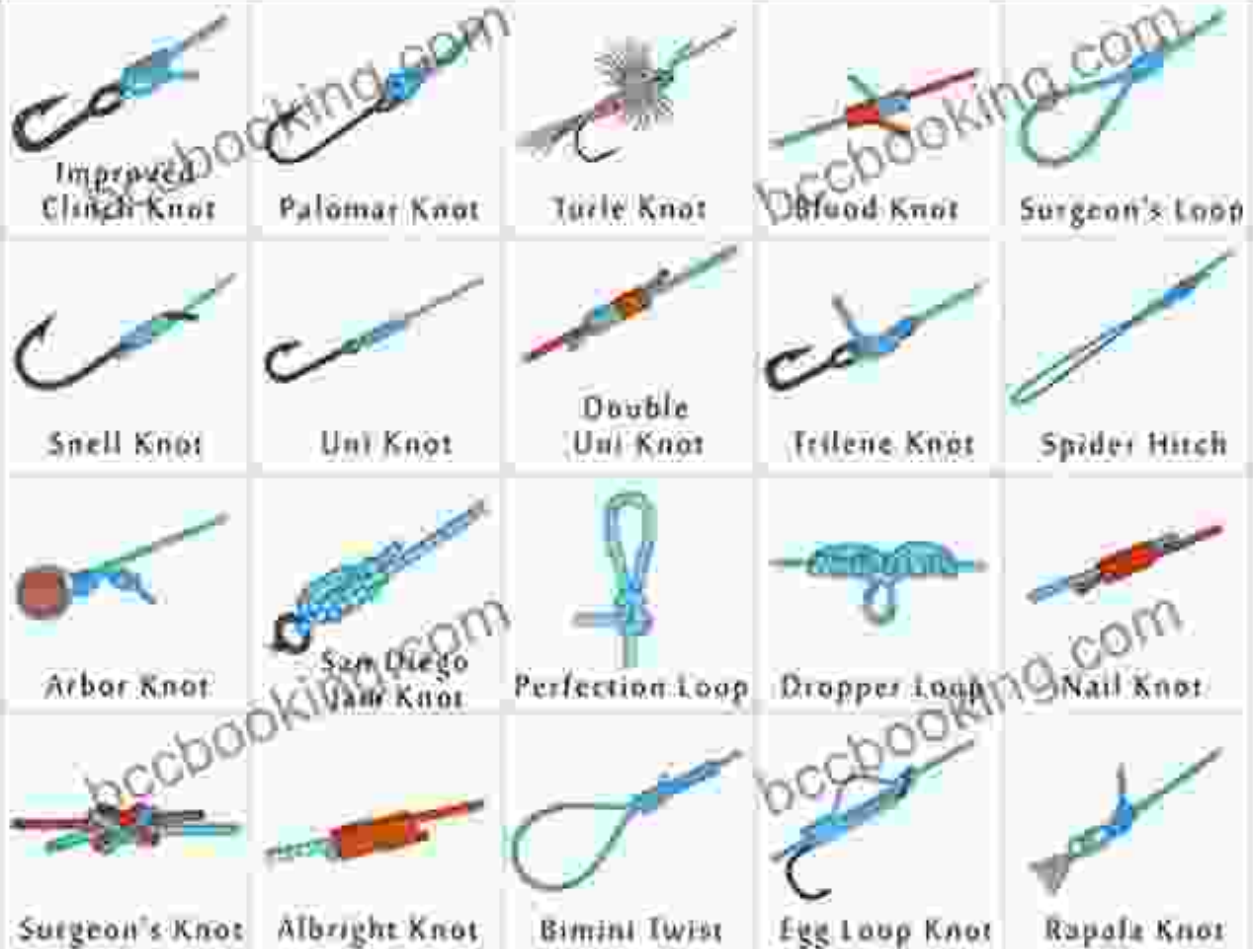 bccbooking.com
bccbooking.com
Improved
Clinch Knot
Palomar Knot
Turle Knot
Blood Knot
Surgeon's Loop
Snell Knot
Uni Knot
Double
Uni Knot
Trilene Knot
Spider Hitch
Arbor Knot
San Diego
Jam Knot
Perfection Loop
Dropper Loop
Nail Knot
bccbooking.com
bccbooking.com
Surgeon's Knot
Albright Knot
Bimini Twist
Egg Loop Knot
Rapala Knot